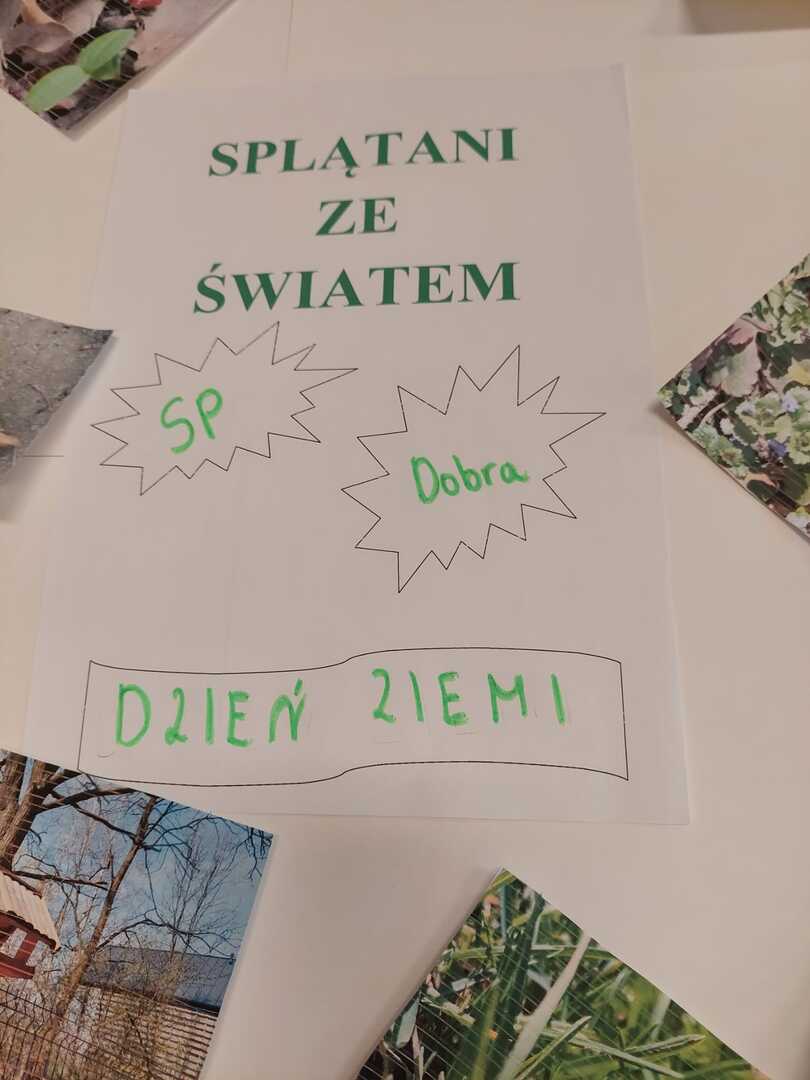 SPLĄTANI
ZE
ŚWIATEM
SP
Dobra
DZIEŃ ZIEMI